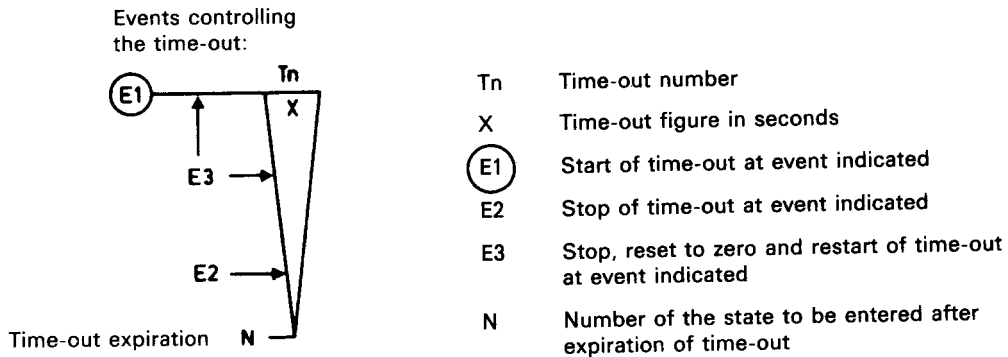 Events controlling
the time-out:
Tn
E1
X
E3
E2
Time-out expiration N
Tn Time-out number
X Time-out figure in seconds
E1 Start of time-out at event indicated
E2 Stop of time-out at event indicated
E3 Stop, reset to zero and restart of time-out
at event indicated
N Number of the state to be entered after
expiration of time-out